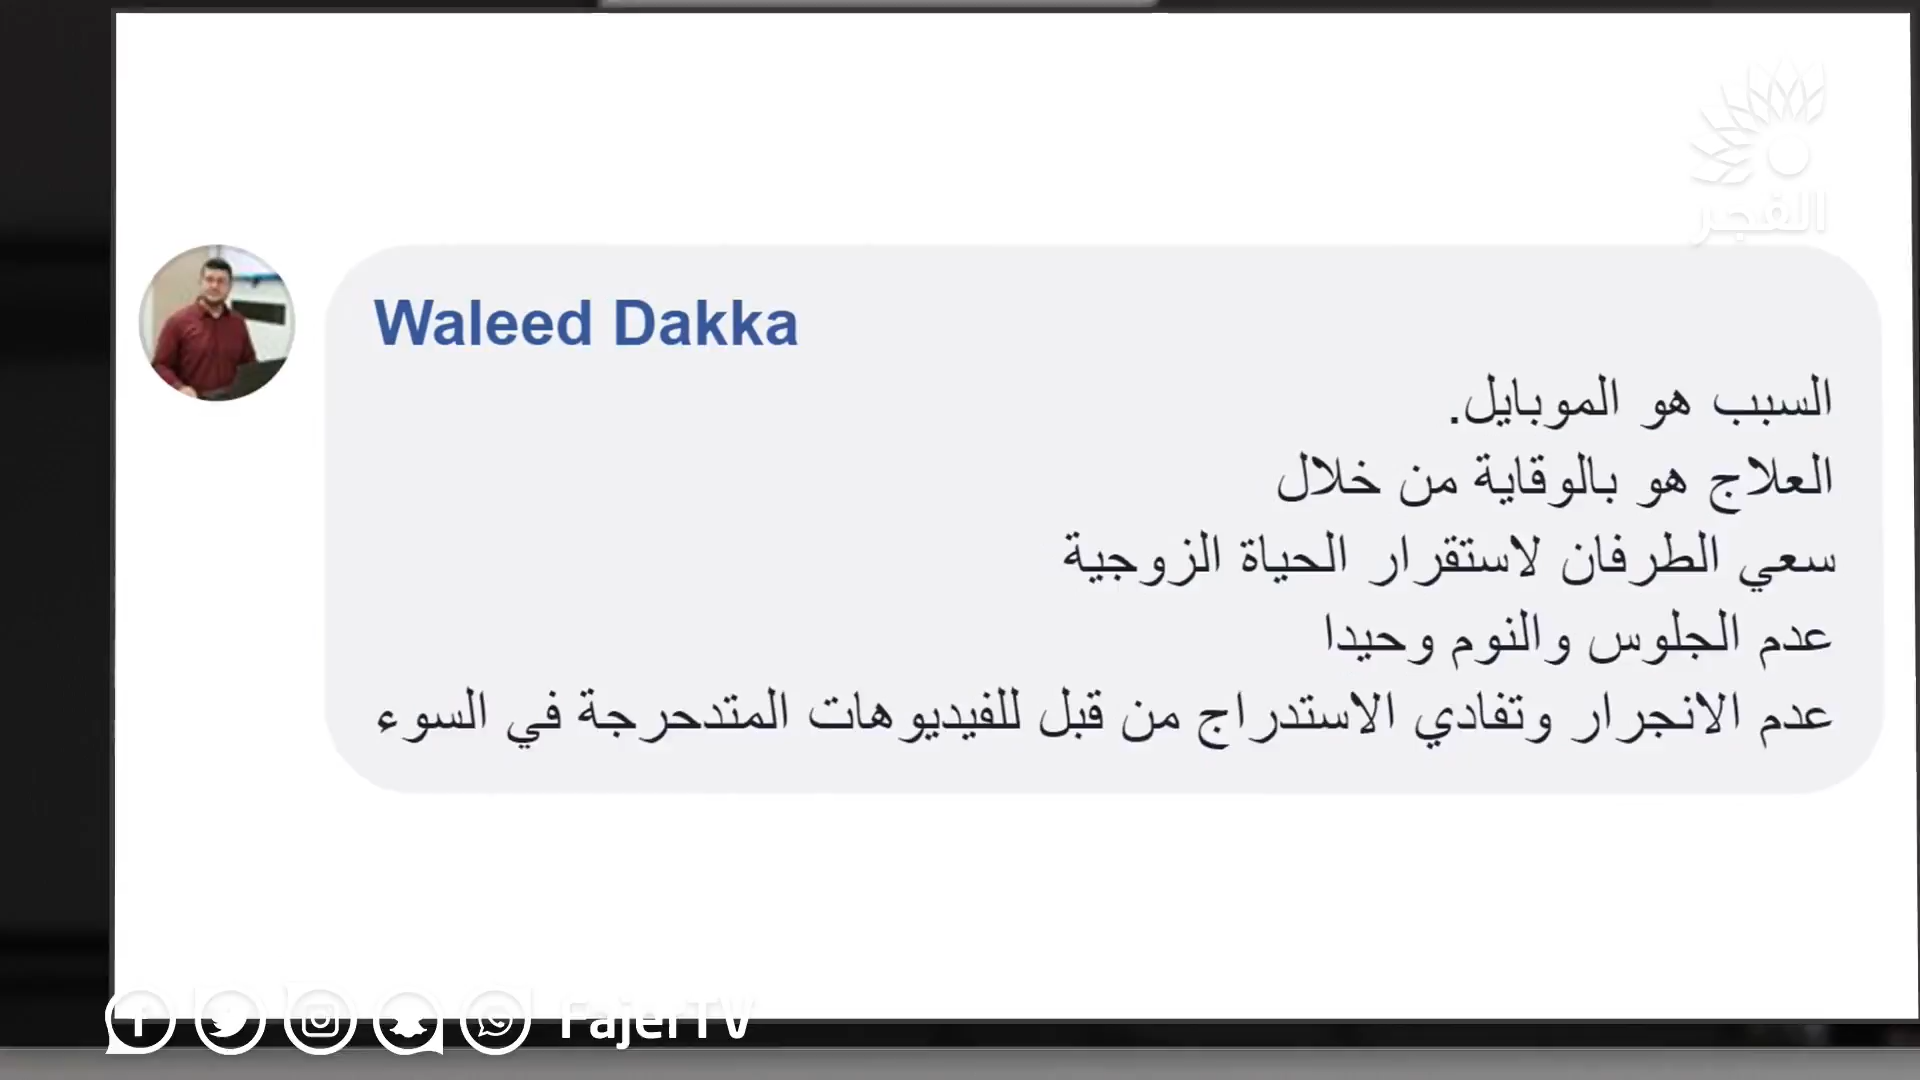 الفجر
Waleed Dakka
السبب هو الموبايل.
العلاج هو بالوقاية من خلال
سعي الطرفان لاستقرار الحياة الزوجية
عدم الجلوس والنوم وحيدا
عدم الانجرار وتفادي الاستدراج من قبل للفيديوهات المتدحرجة في السوء
FajerTV